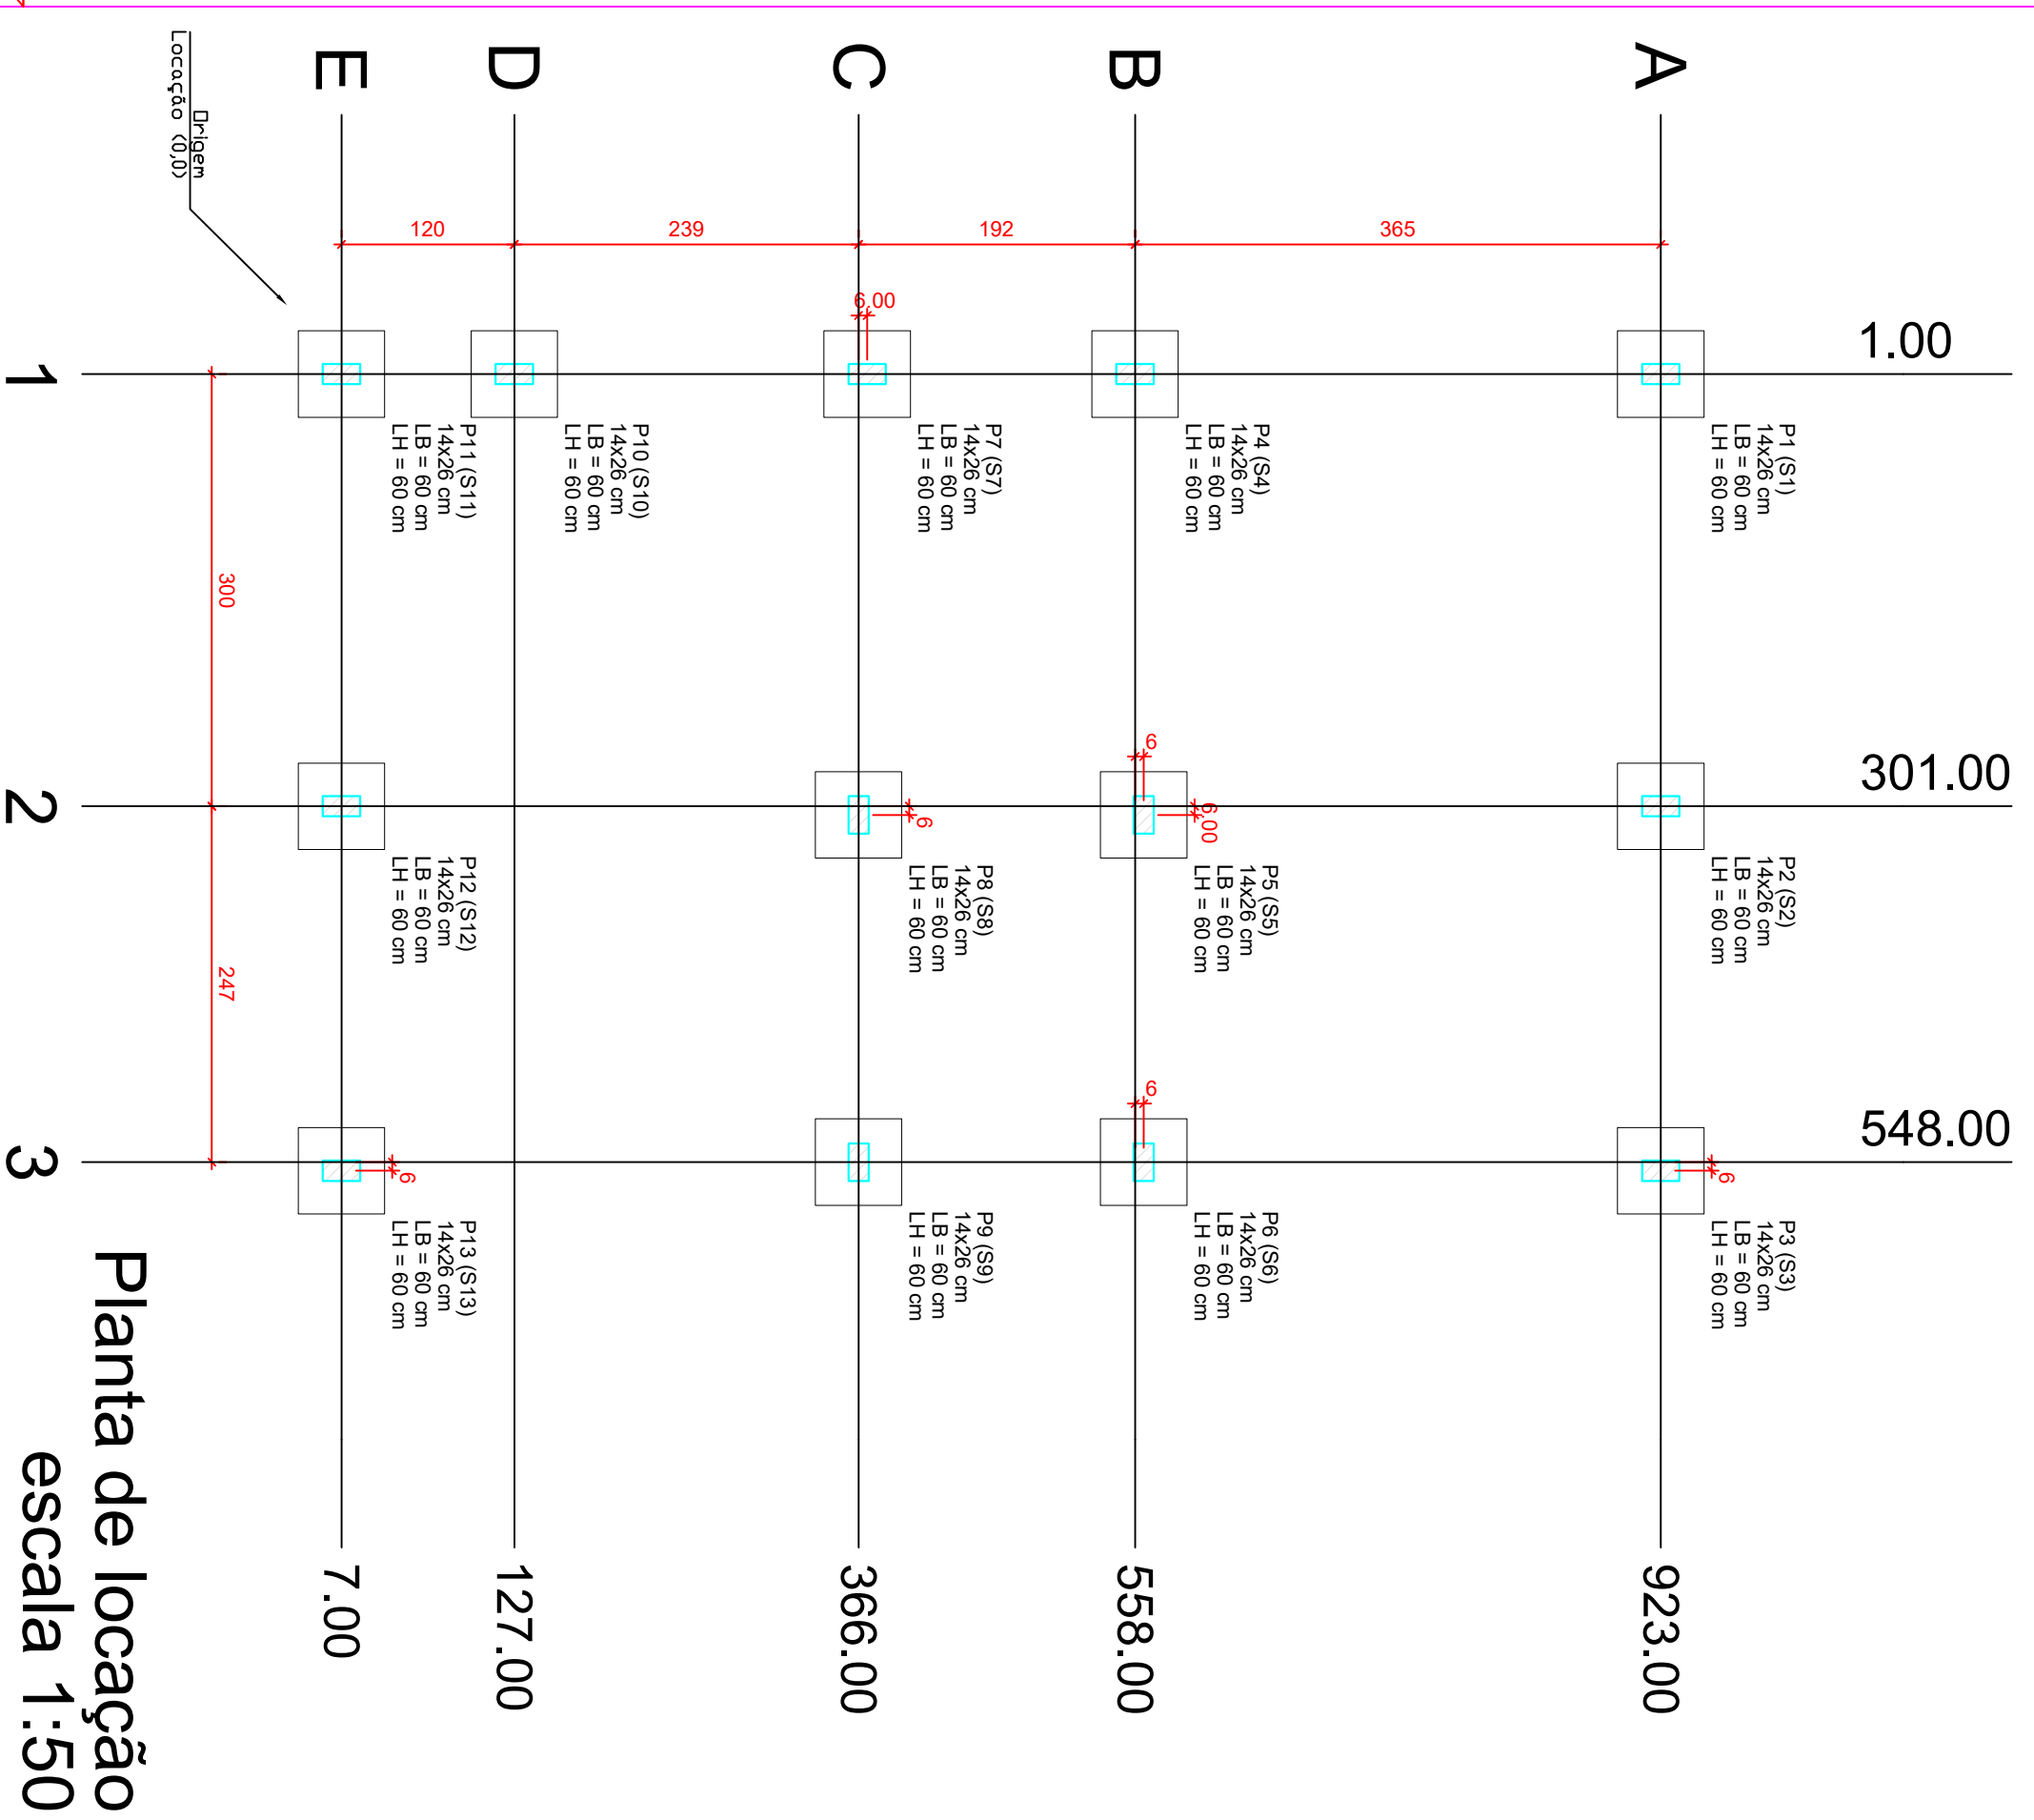 Origem
Locação (0,0)
E
D
C
B
A
120
239
192
365
6.00
1.00
1
P11 (S11)
14x26 cm
LB = 60 cm
LH = 60 cm
P10 (S10)
14x26 cm
LB = 60 cm
LH = 60 cm
P7 (S7)
14x26 cm
LB = 60 cm
LH = 60 cm
P4 (S4)
14x26 cm
LB = 60 cm
LH = 60 cm
P1 (S1)
14x26 cm
LB = 60 cm
LH = 60 cm
300
6
6
6.00
301.00
2
P12 (S12)
14x26 cm
LB = 60 cm
LH = 60 cm
P8 (S8)
14x26 cm
LB = 60 cm
LH = 60 cm
P5 (S5)
14x26 cm
LB = 60 cm
LH = 60 cm
P2 (S2)
14x26 cm
LB = 60 cm
LH = 60 cm
247
6
6
6
548.00
3
P13 (S13)
14x26 cm
LB = 60 cm
LH = 60 cm
P9 (S9)
14x26 cm
LB = 60 cm
LH = 60 cm
P6 (S6)
14x26 cm
LB = 60 cm
LH = 60 cm
P3 (S3)
14x26 cm
LB = 60 cm
LH = 60 cm
7.00
127.00
366.00
558.00
923.00
Planta de locação
escala 1:50